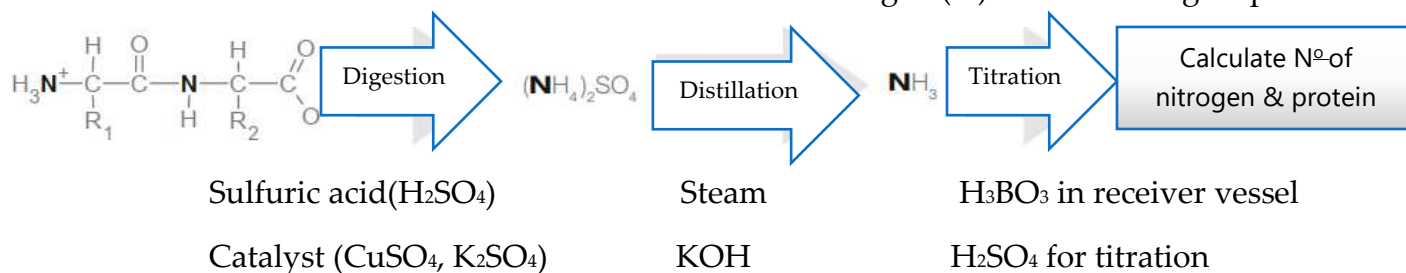 H₃N⁺ H O N H H O O R₁ R₂
Digestion
(NH₄)₂SO₄
Distillation
NH₃
Titration
Calculate Nº of
nitrogen & protein
Sulfuric acid(H₂SO₄) Steam H₃BO₃ in receiver vessel
Catalyst (CuSO₄, K₂SO₄) KOH H₂SO₄ for titration